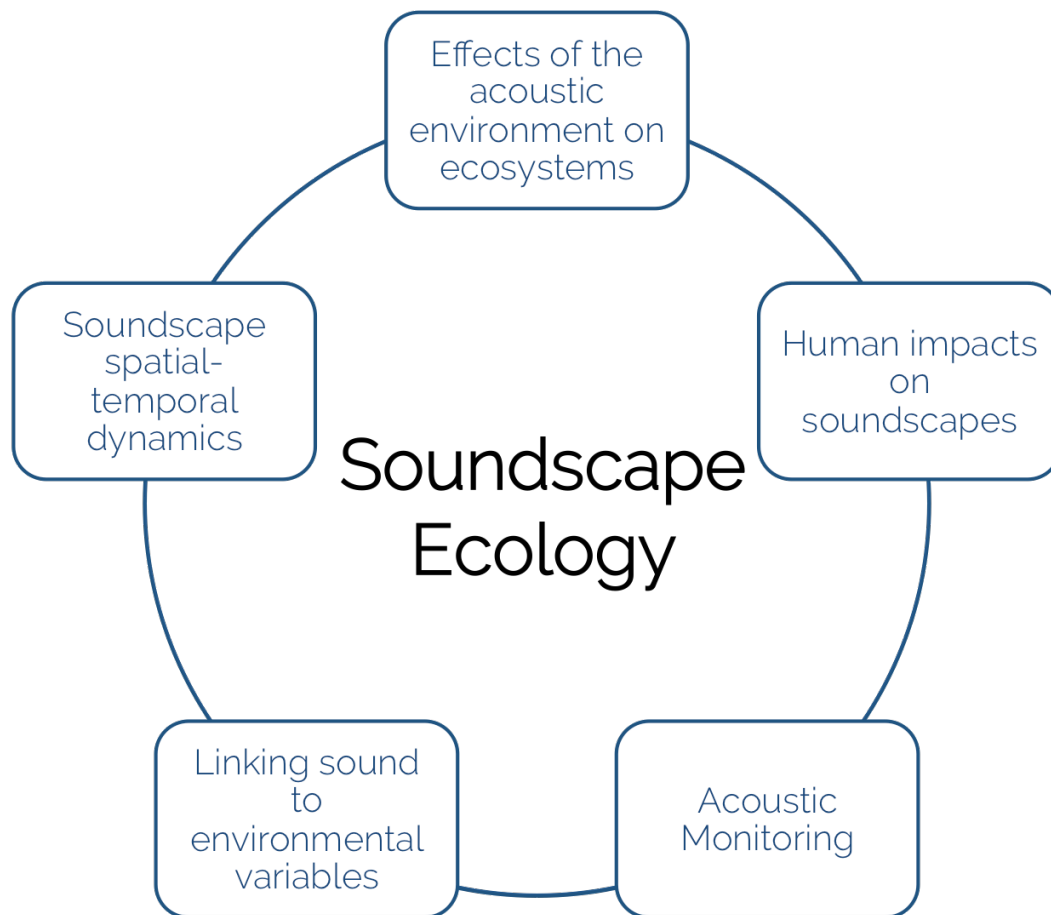 Effects of the
acoustic
environment on
ecosystems
Soundscape
spatial-
temporal
dynamics
Human impacts
on
soundscapes
Soundscape
Ecology
Linking sound
to
environmental
variables
Acoustic
Monitoring